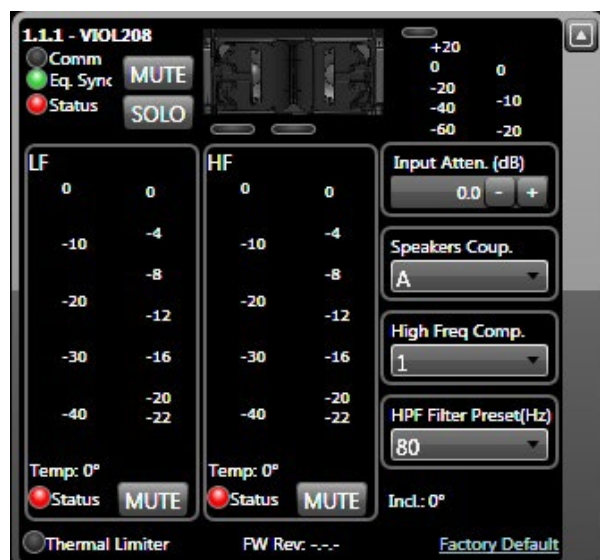 1.1.1 - VIOL208
Comm
Eq. Sync
Status
MUTE
SOLO
+20
0 0
-20
-10
-40
-60 -20
LF
0 0
-4
-10
-8
-20
-12
-30 -16
-20
-40 -22
Temp: 0°
Status MUTE
HF
0 0
-4
-10
-8
-20
-12
-30 -16
-20
-40 -22
Temp: 0°
Status MUTE
Input Atten. (dB)
0.0 - +
Speakers Coup.
A
High Freq Comp.
1
HPF Filter Preset(Hz)
80
Incl.: 0°
Thermal Limiter FW Rev: -.-.- Factory Default